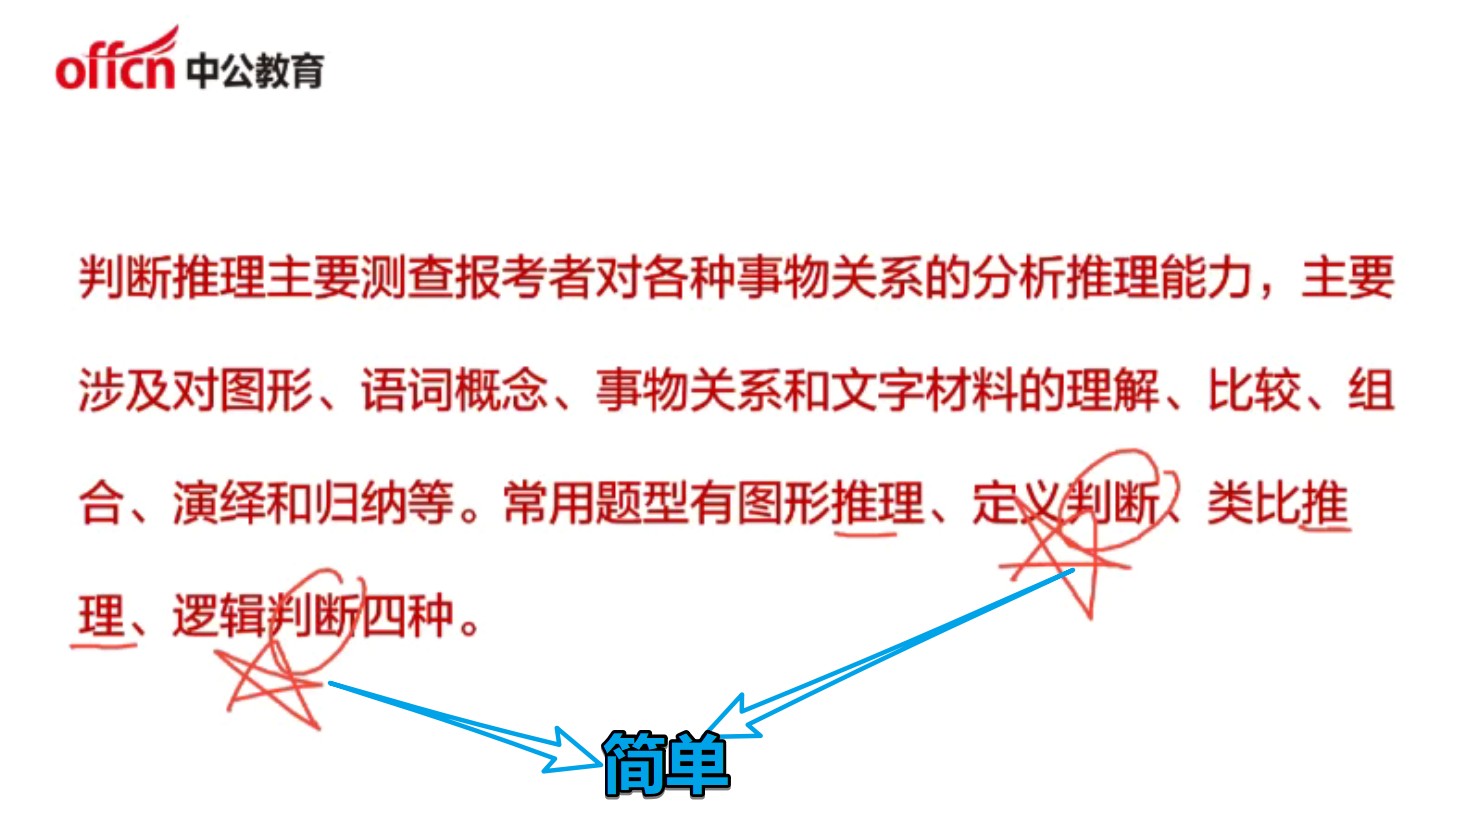 offcn 中公教育
判断推理主要测查报考者对各种事物关系的分析推理能力，主要
涉及对图形、语词概念、事物关系和文字材料的理解、比较、组
合、演绎和归纳等。常用题型有图形推理、定义判断、类比推
理、逻辑判断四种。
简单